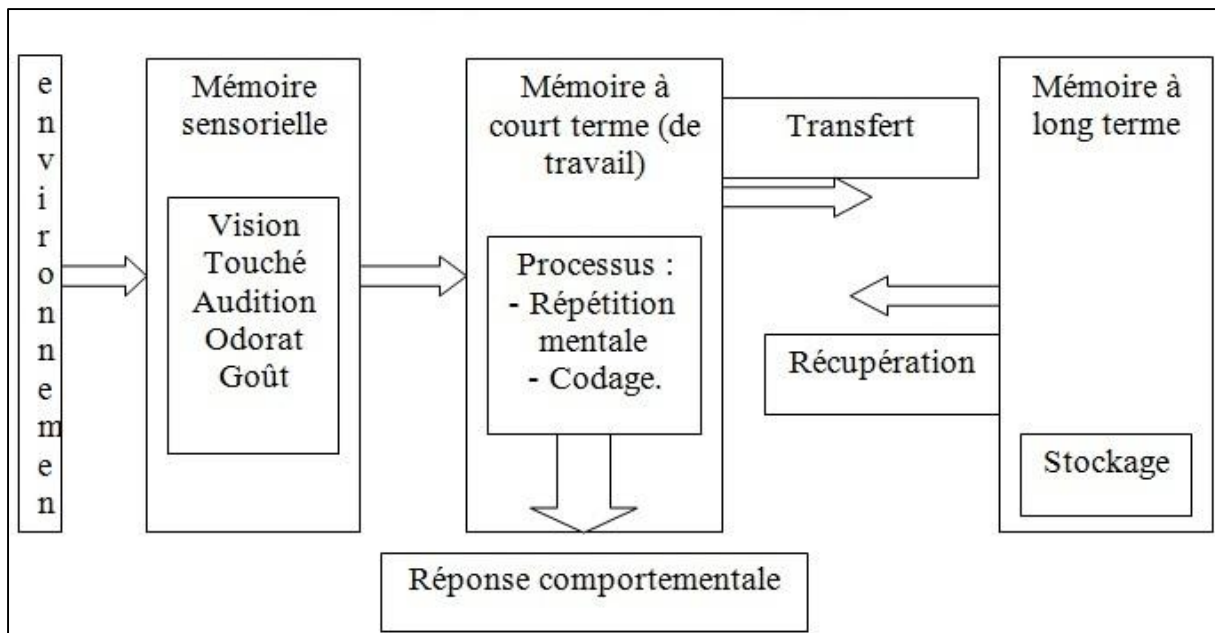 environnemen
Mémoire
sensorielle
Vision
Touché
Audition
Odorat
Goût
Mémoire à
court terme (de
travail)
Processus :
- Répétition
mentale
- Codage.
Transfert
Récupération
Mémoire à
long terme
Stockage
Réponse comportementale